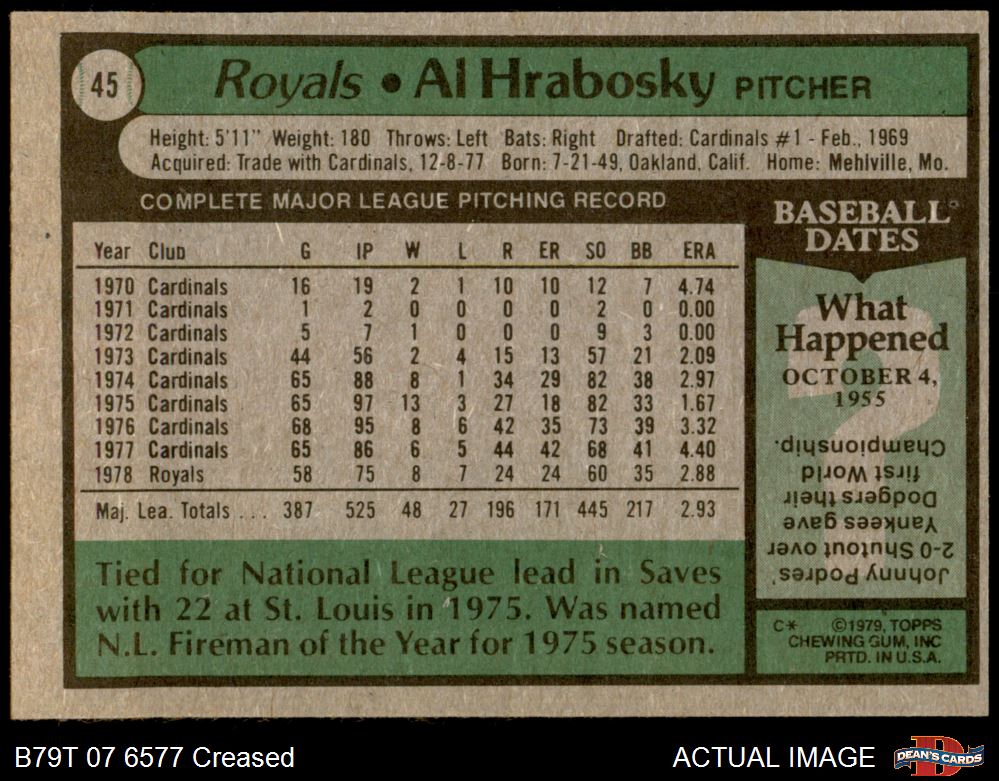 45
Royals • Al Hrabosky PITCHER
Height: 5'11" Weight: 180 Throws: Left Bats: Right Drafted: Cardinals #1 - Feb., 1969
Acquired: Trade with Cardinals, 12-8-77 Born: 7-21-49, Oakland, Calif. Home: Mehlville, Mo.
COMPLETE MAJOR LEAGUE PITCHING RECORD
Year Club G IP W L R ER SO BB ERA
1970 Cardinals 16 19 2 1 10 10 12 7 4.74
1971 Cardinals 1 2 0 0 0 0 2 0 0.00
1972 Cardinals 5 7 1 0 0 0 9 3 0.00
1973 Cardinals 44 56 2 4 15 13 57 21 2.09
1974 Cardinals 65 88 8 1 34 29 82 38 2.97
1975 Cardinals 65 97 13 3 27 18 82 33 1.67
1976 Cardinals 68 95 8 6 42 35 73 39 3.32
1977 Cardinals 65 86 6 5 44 42 68 41 4.40
1978 Royals 58 75 8 7 24 24 60 35 2.88
Maj. Lea. Totals ... 387 525 48 27 196 171 445 217 2.93
Tied for National League lead in Saves
with 22 at St. Louis in 1975. Was named
N.L. Fireman of the Year for 1975 season.
BASEBALL®
DATES
What
Happened
OCTOBER 4,
1955
?
Johnny Podres'
2-0 Shutout over
Yankees gave
Dodgers their
first World
Championship.
C* ©1979, TOPPS
CHEWING GUM, INC
PRTD. IN U.S.A.
B79T 07 6577 Creased
ACTUAL IMAGE
D
DEAN'S CARDS